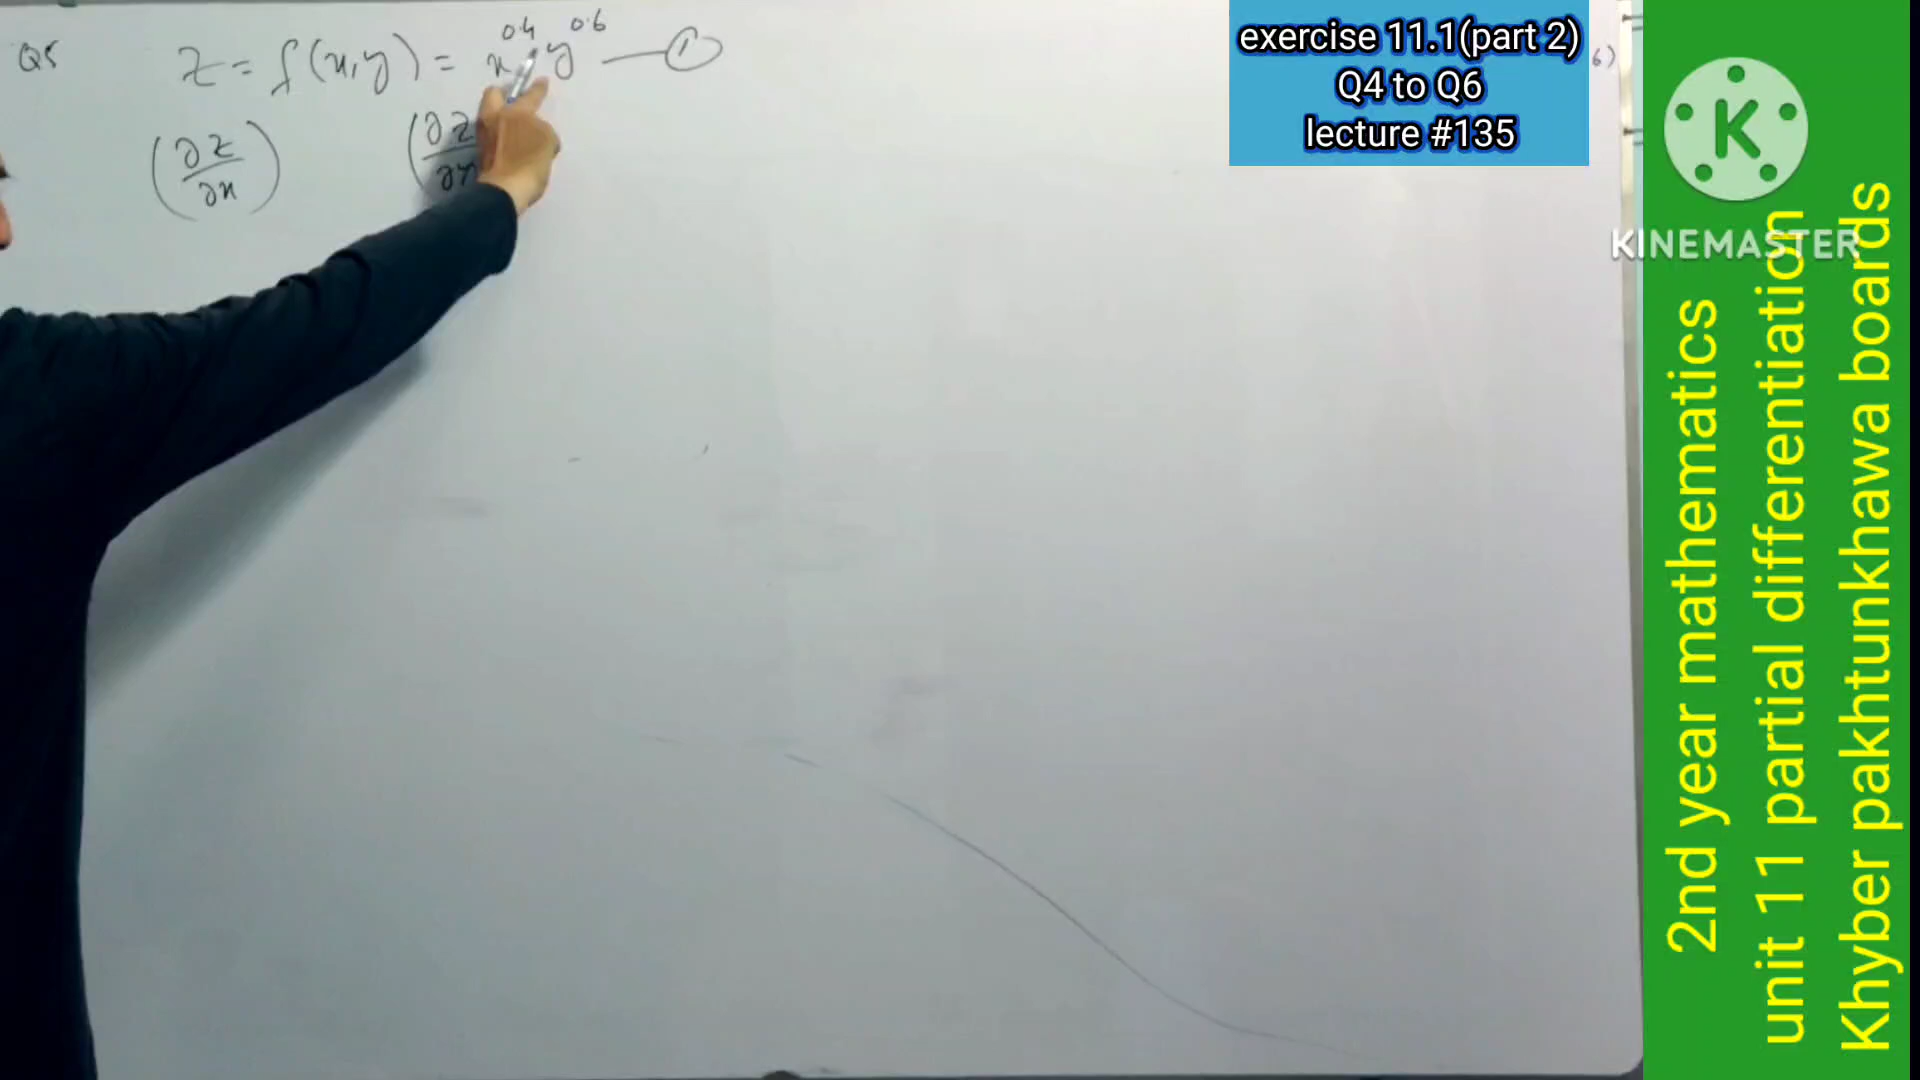 Q5 z = f(x,y) = x^0.4 y^0.6 — ①
(∂z/∂x) (∂z/∂y
exercise 11.1(part 2)
Q4 to Q6
lecture #135
6)
K
KINEMASTER
2nd year mathematics
unit 11 partial differentiation
Khyber pakhtunkhawa boards